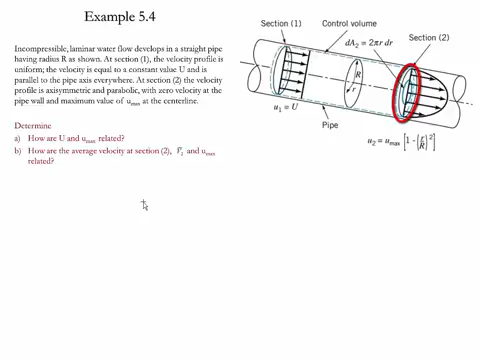 Example 5.4
Incompressible, laminar water flow develops in a straight pipe
having radius R as shown. At section (1), the velocity profile is
uniform; the velocity is equal to a constant value U and is
parallel to the pipe axis everywhere. At section (2) the velocity
profile is axisymmetric and parabolic, with zero velocity at the
pipe wall and maximum value of u_max at the centerline.
Determine
a) How are U and u_max related?
b) How are the average velocity at section (2), V̅₂ and u_max
related?
Section (1)
Control volume
Section (2)
dA₂ = 2πr dr
R
r
u₁ = U
Pipe
u₂ = u_max [1 - (r/R)²]